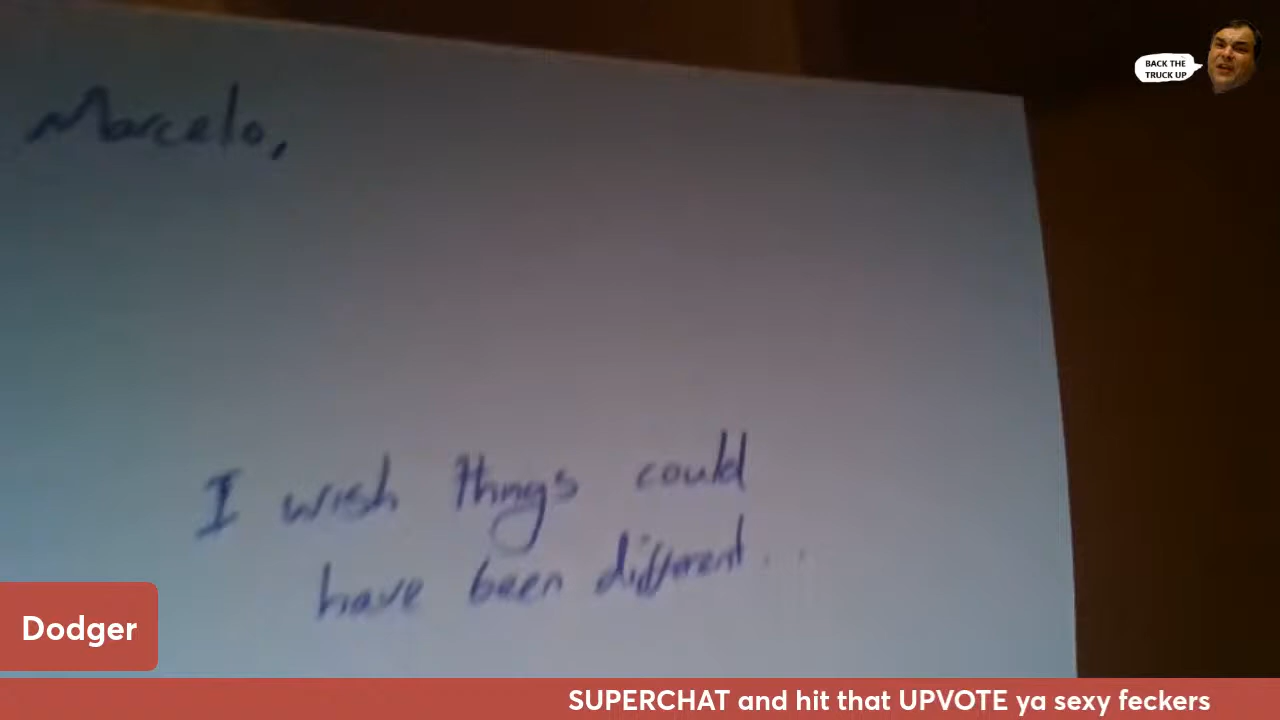 BACK THE
TRUCK UP
Marcelo,
I wish things could
have been different...
Dodger
SUPERCHAT and hit that UPVOTE ya sexy feckers